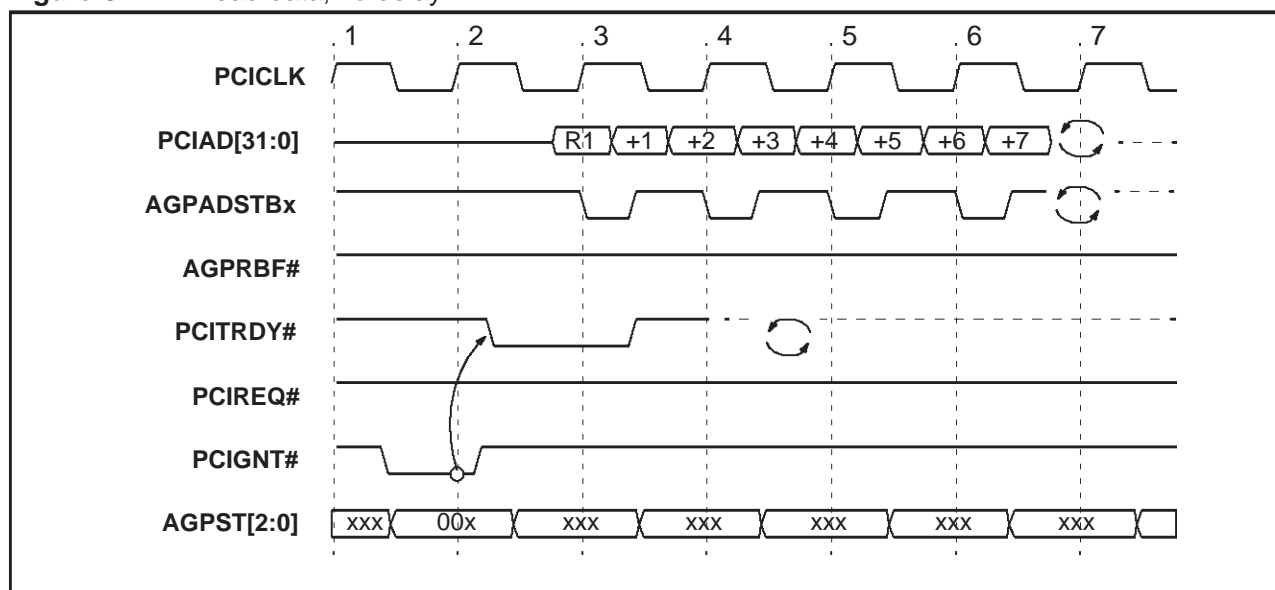 . 1 . 2 . 3 . 4 . 5 . 6 . 7
PCICLK
PCIAD[31:0] R1 +1 +2 +3 +4 +5 +6 +7
AGPADSTBx
AGPRBF#
PCITRDY#
PCIREQ#
PCIGNT#
AGPST[2:0] xxx 00x xxx xxx xxx xxx xxx